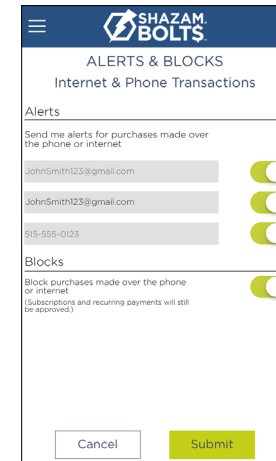 SHAZAM.
BOLT$.
ALERTS & BLOCKS
Internet & Phone Transactions
Alerts
Send me alerts for purchases made over
the phone or internet
JohnSmith123@gmail.com
JohnSmith123@gmail.com
515-555-0123
Blocks
Block purchases made over the phone
or internet
(Subscriptions and recurring payments will still
be approved.)
Cancel
Submit